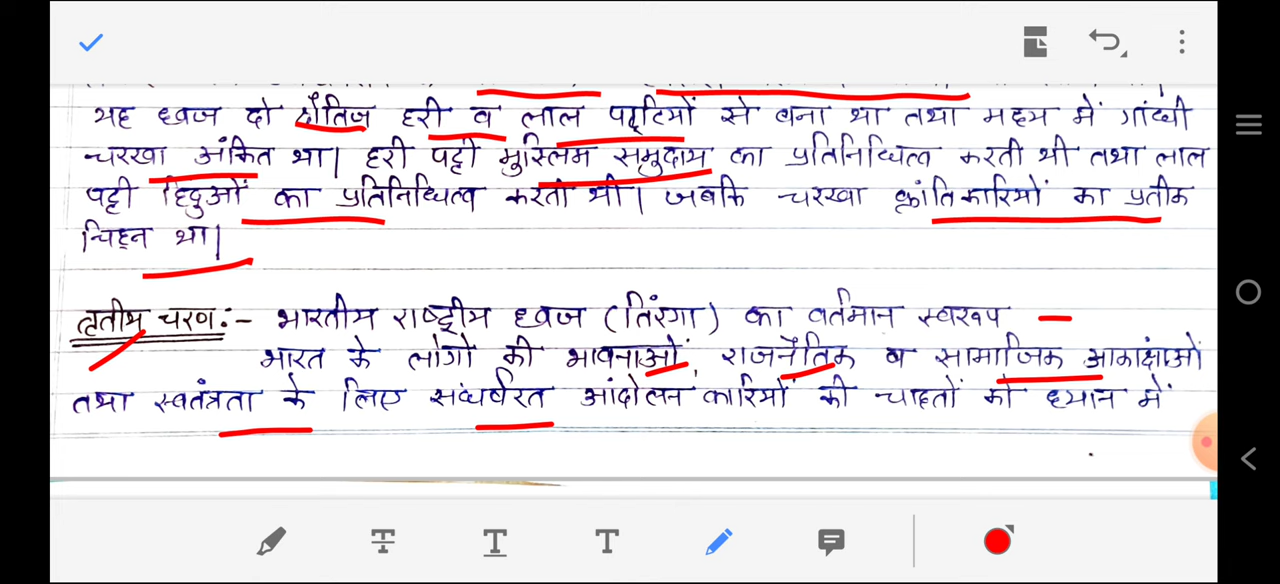 यह ध्वज दो क्षैतिज हरी व लाल पट्टियों से बना था तथा मध्य में गांधी
चरखा अंकित था। हरी पट्टी मुस्लिम समुदाय का प्रतिनिधित्व करती थी तथा लाल
पट्टी हिंदुओं का प्रतिनिधित्व करती थी। जबकि चरखा क्रांतिकारियों का प्रतीक
चिह्न था।
तृतीय चरण:- भारतीय राष्ट्रीय ध्वज (तिरंगा) का वर्तमान स्वरूप
भारत के लोगों की भावनाओं, राजनैतिक व सामाजिक आकांक्षाओं
तथा स्वतंत्रता के लिए संघर्षरत आंदोलन कारियों की चाहतों को ध्यान में